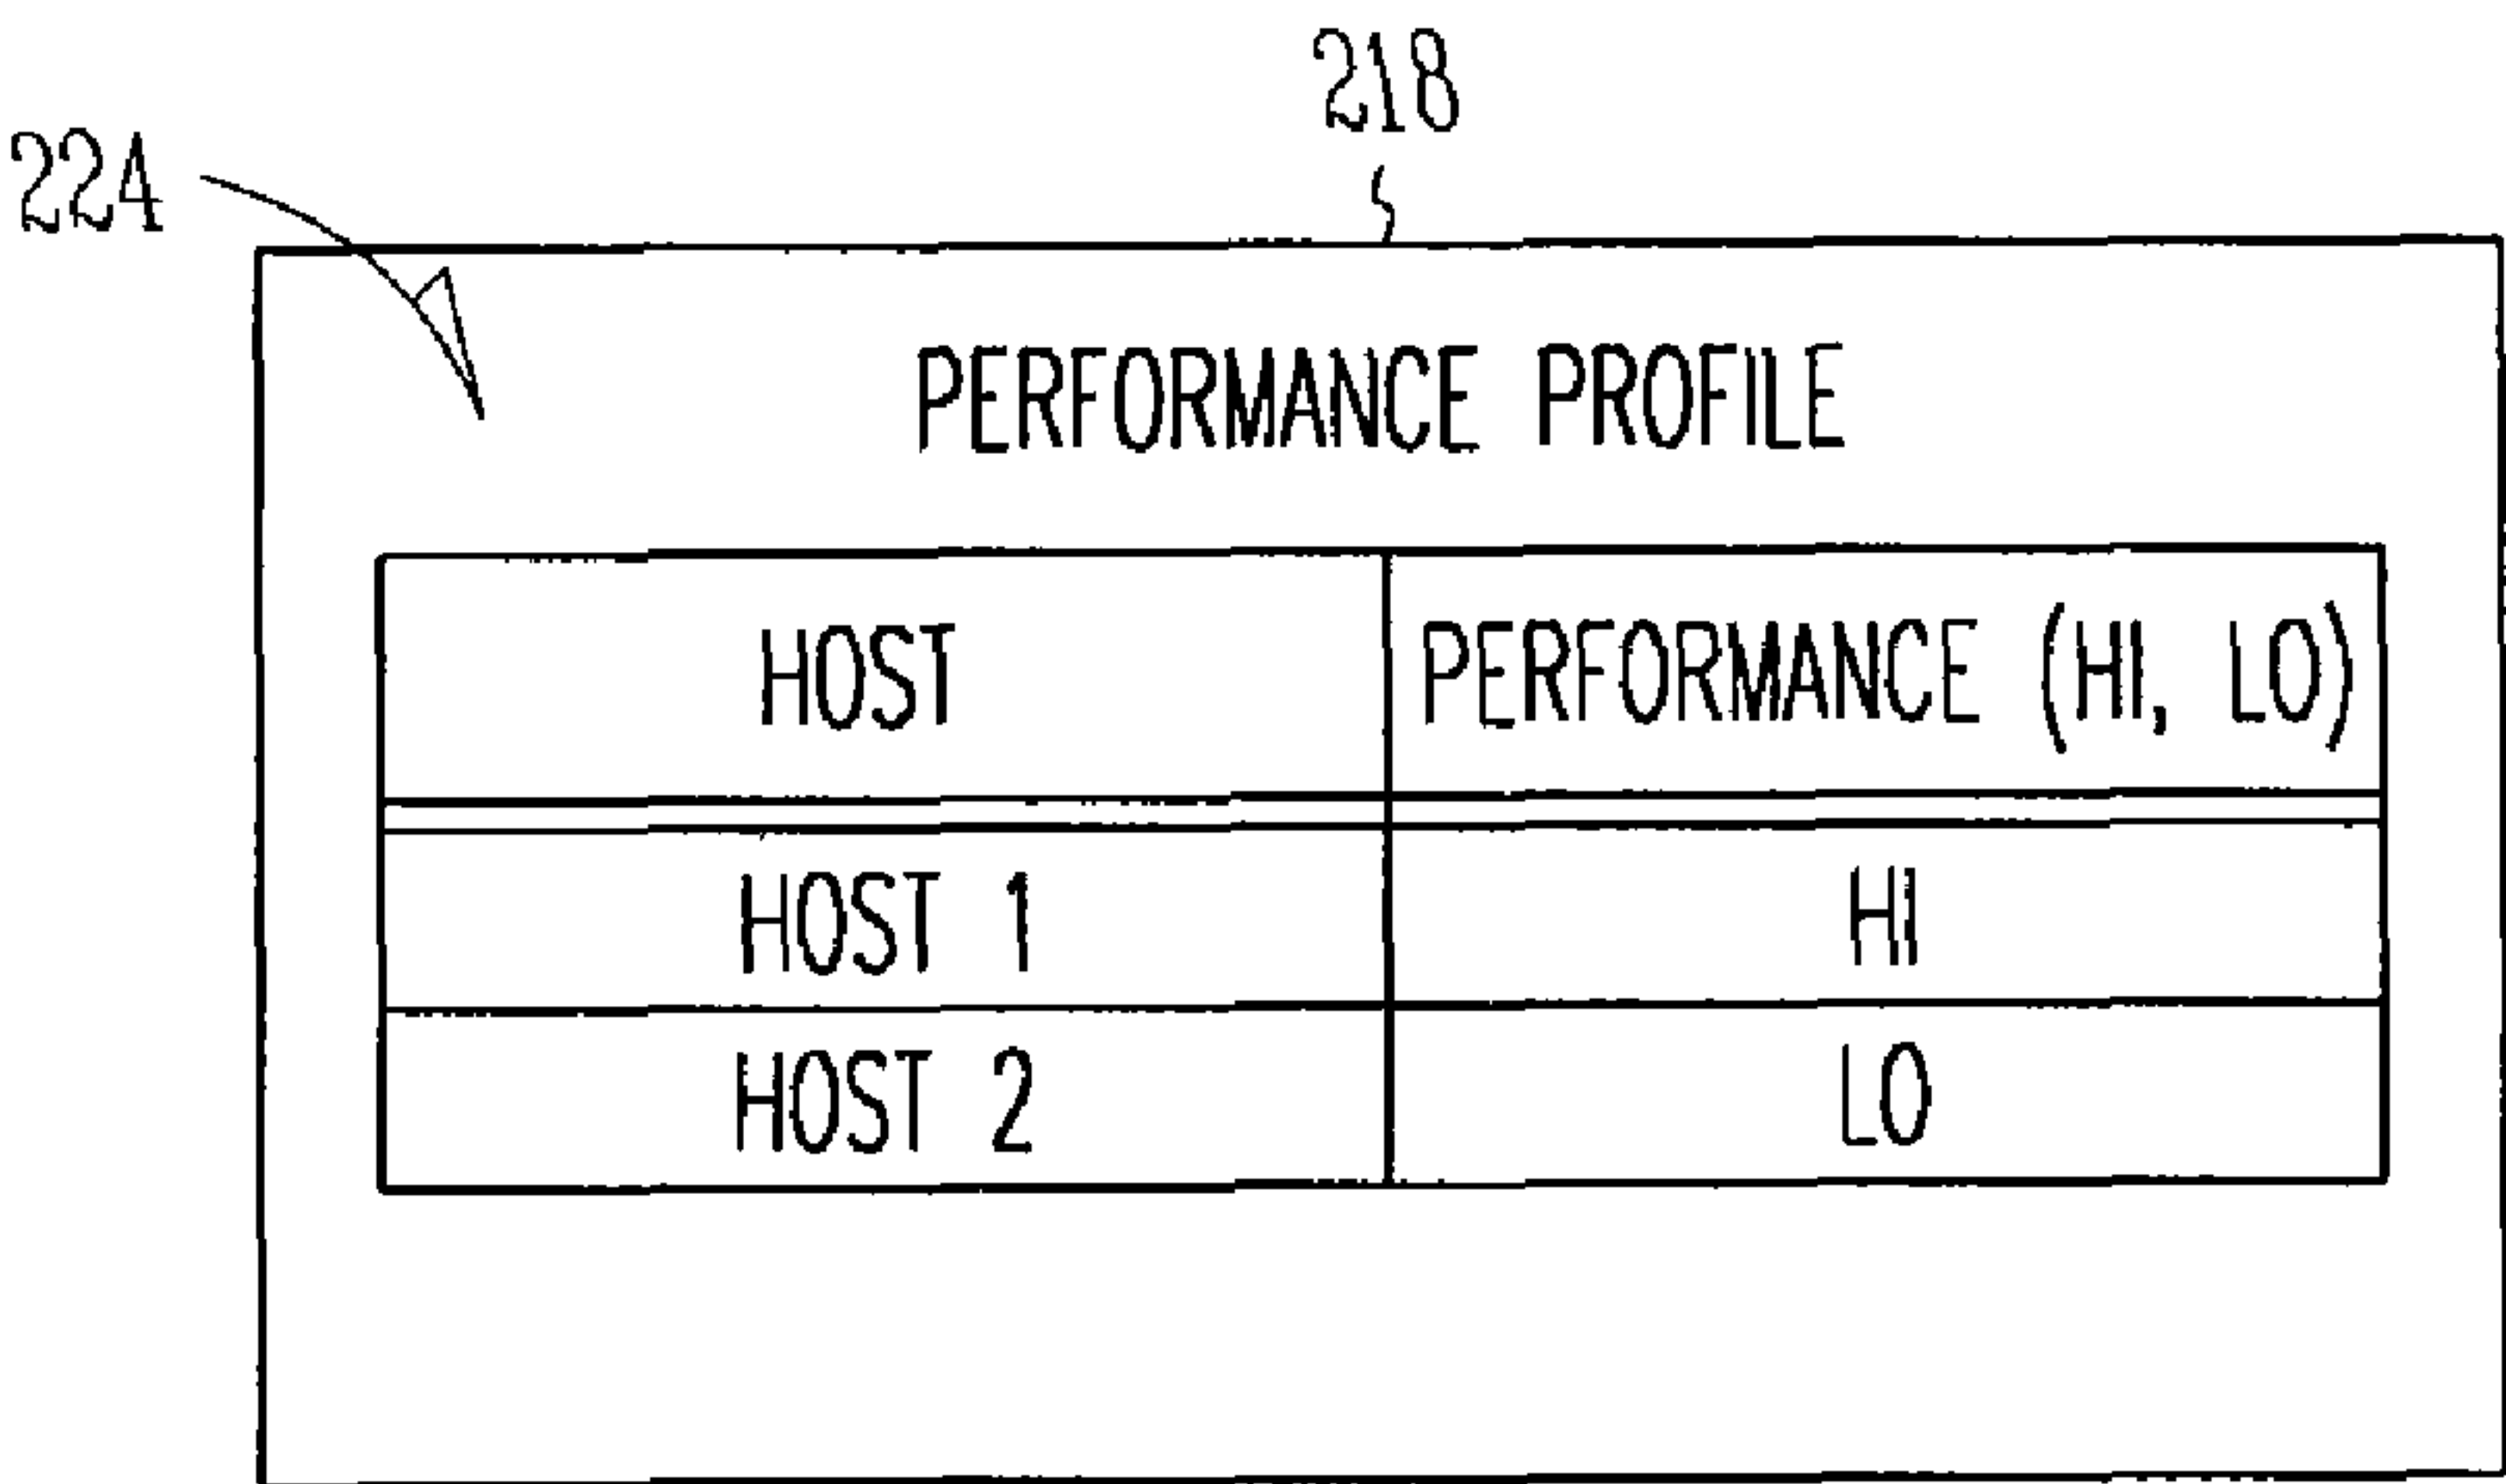 218
224
PERFORMANCE PROFILE
HOST PERFORMANCE (HI, LO)
HOST 1 HI
HOST 2 LO